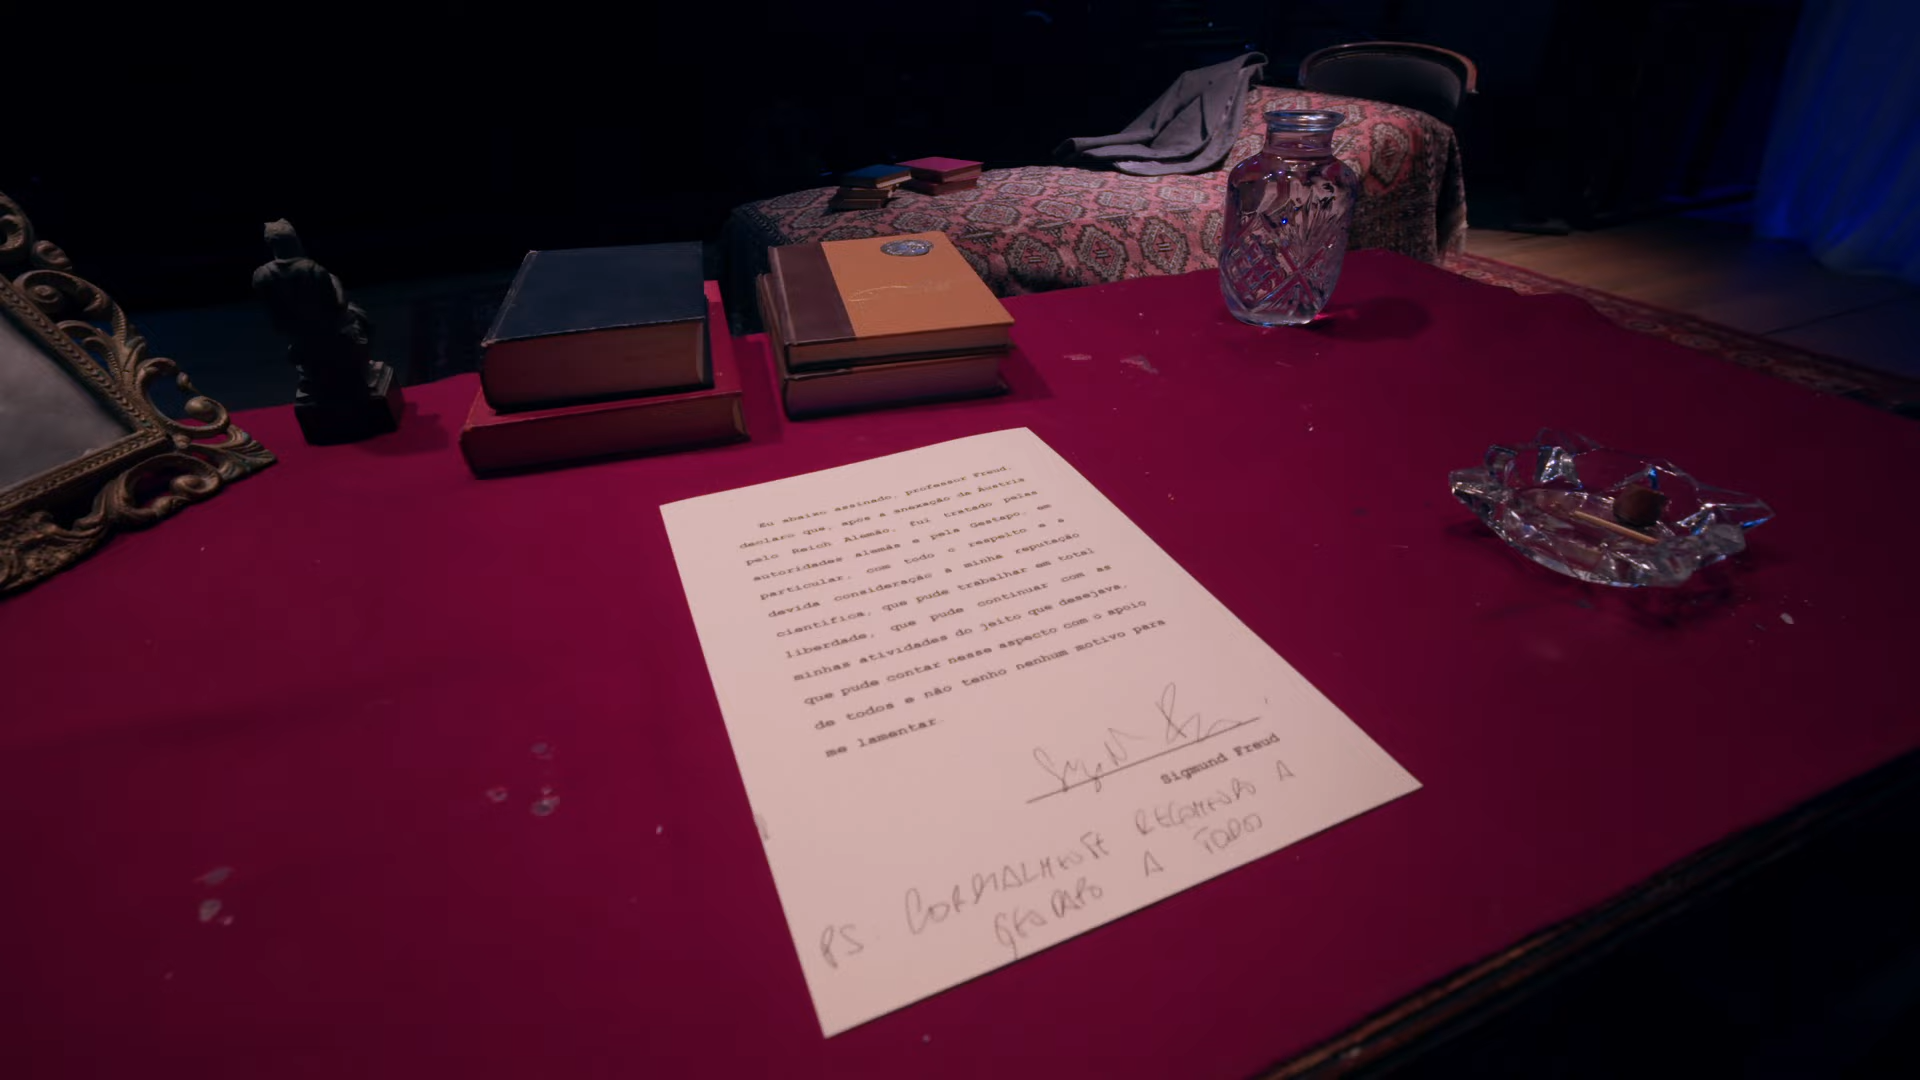 Eu abaixo assinado, professor Freud,
declaro que, após a anexação da Áustria
pelo Reich Alemão, fui tratado pelas
autoridades alemãs e pela Gestapo, em
particular, com todo o respeito e a
devida consideração à minha reputação
científica, que pude trabalhar em total
liberdade, que pude continuar com as
minhas atividades do jeito que desejava,
que pude contar nesse aspecto com o apoio
de todos e não tenho nenhum motivo para
me lamentar.
Sigmund Freud
PS. CORDIALMENTE RECOMENDO A
GESTAPO A TODOS